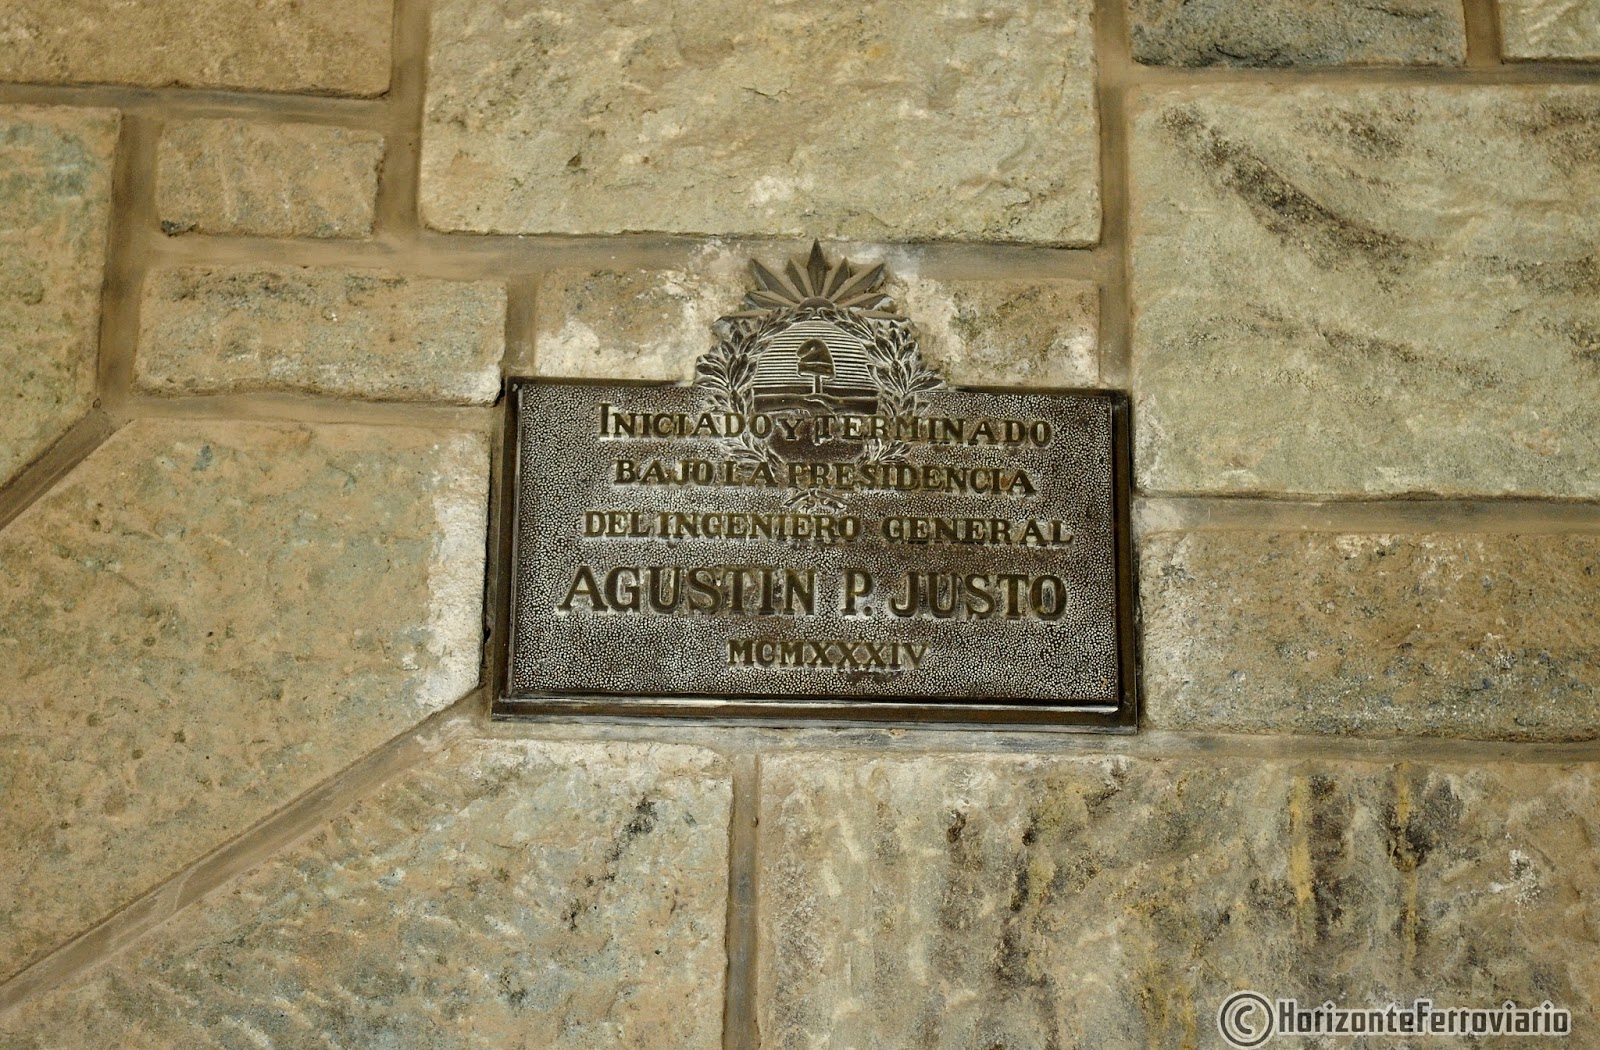 INICIADO Y TERMINADO
BAJO LA PRESIDENCIA
DEL INGENIERO GENERAL
AGUSTIN P. JUSTO
MCMXXXIV
© HorizonteFerroviario